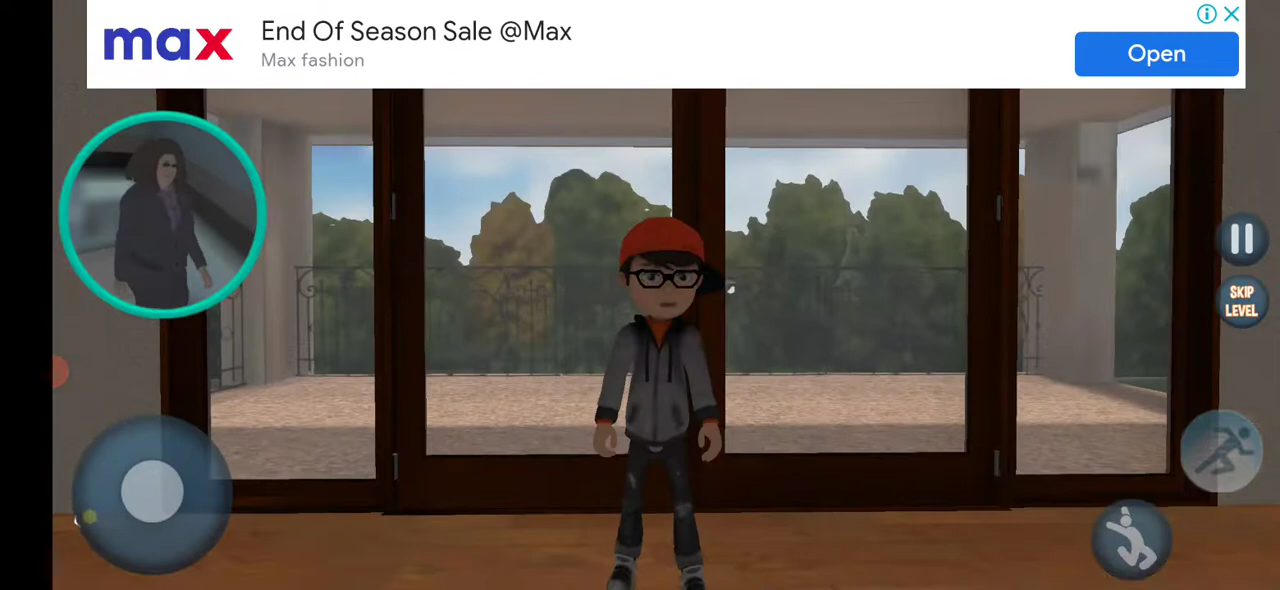 max
End Of Season Sale @Max
Max fashion
Open
SKIP
LEVEL